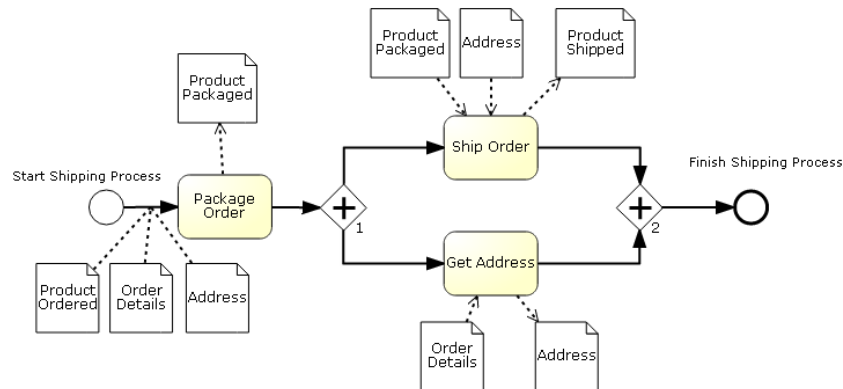 Product
Packaged
Address
Product
Shipped
Product
Packaged
Ship Order
Start Shipping Process
Finish Shipping Process
Package
Order
1
2
Get Address
Product
Ordered
Order
Details
Address
Order
Details
Address